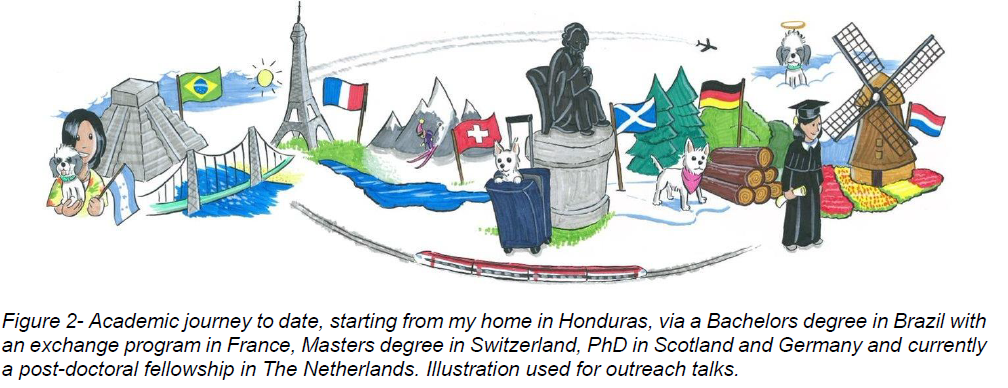 Figure 2- Academic journey to date, starting from my home in Honduras, via a Bachelors degree in Brazil with
an exchange program in France, Masters degree in Switzerland, PhD in Scotland and Germany and currently
a post-doctoral fellowship in The Netherlands. Illustration used for outreach talks.